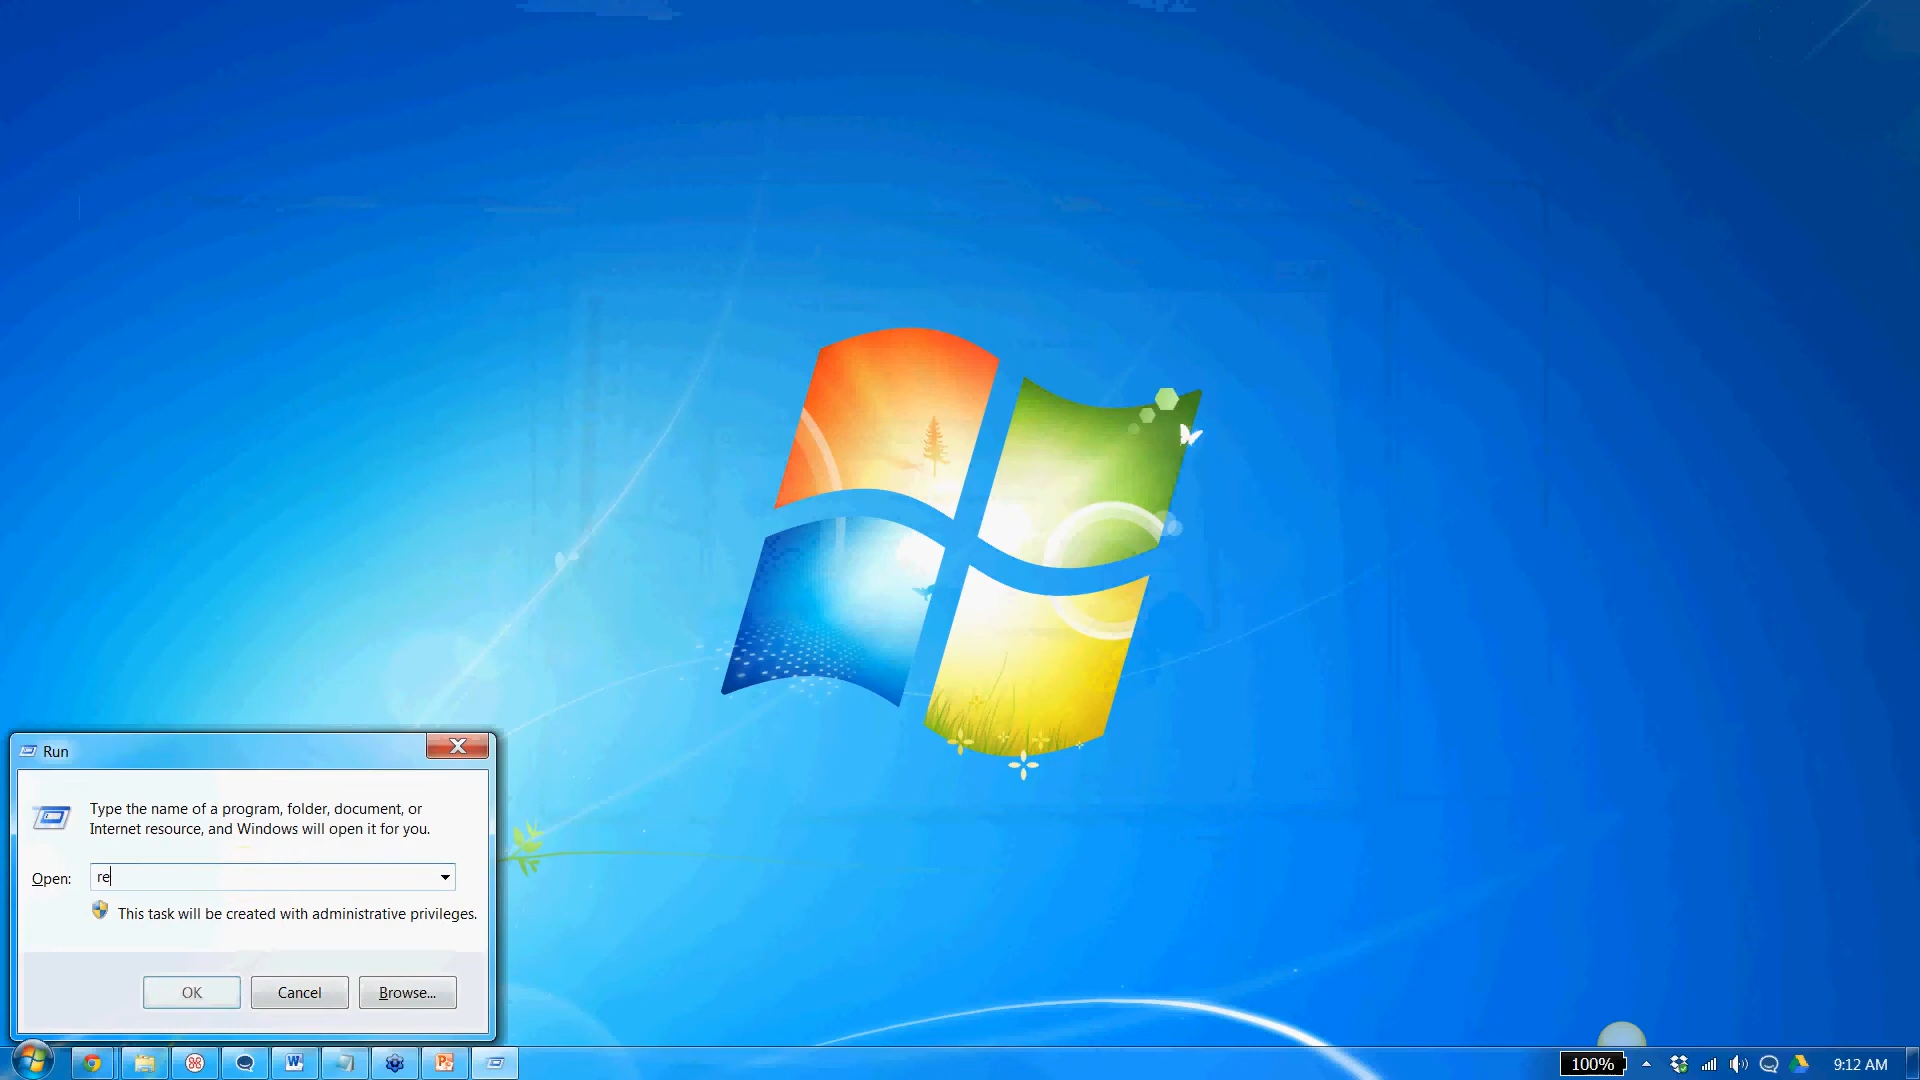 Run
Type the name of a program, folder, document, or
Internet resource, and Windows will open it for you.
Open:
re
This task will be created with administrative privileges.
OK
Cancel
Browse...
100%
9:12 AM